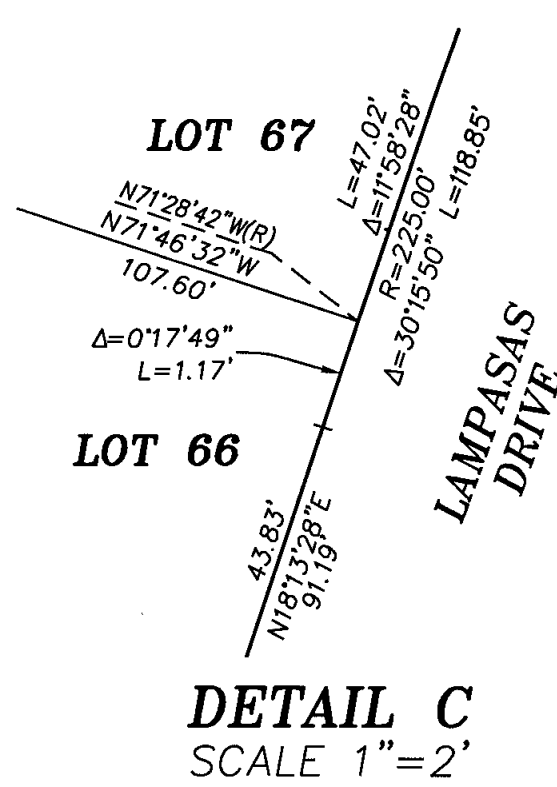 LOT 67
L=47.02'
Δ=11°58'28"
R=225.00'
Δ=30°15'50" L=118.85'
N71°28'42"W(R)
N71°46'32"W
107.60'
Δ=0°17'49"
L=1.17'
LOT 66
LAMPASAS
DRIVE
43.83'
N18°13'28"E
91.19'
DETAIL C
SCALE 1"=2'